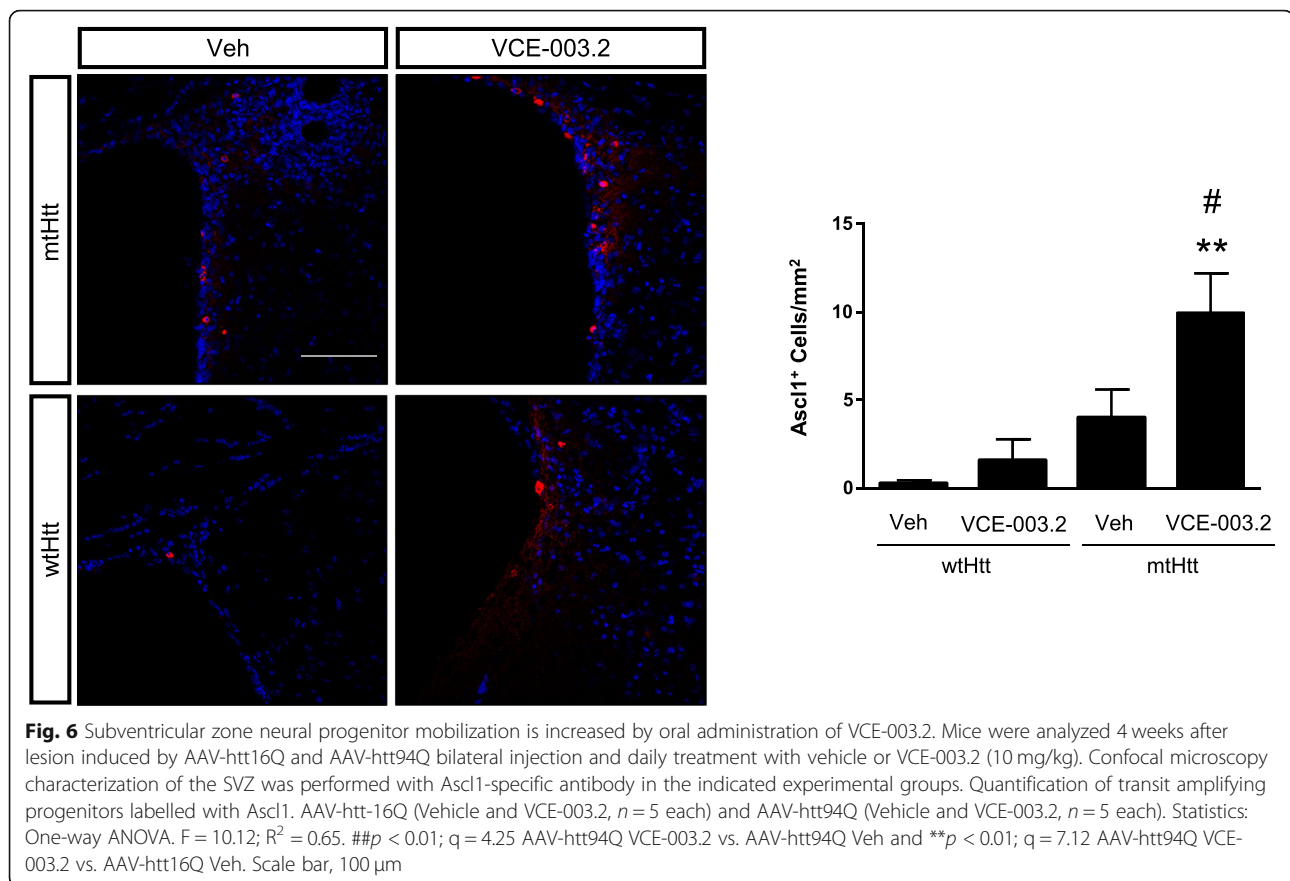 Veh
VCE-003.2
mtHtt
wtHtt
#
**
15
10
5
0
Ascl1⁺ Cells/mm²
Veh
VCE-003.2
Veh
VCE-003.2
wtHtt
mtHtt
Fig. 6 Subventricular zone neural progenitor mobilization is increased by oral administration of VCE-003.2. Mice were analyzed 4 weeks after
lesion induced by AAV-htt16Q and AAV-htt94Q bilateral injection and daily treatment with vehicle or VCE-003.2 (10 mg/kg). Confocal microscopy
characterization of the SVZ was performed with Ascl1-specific antibody in the indicated experimental groups. Quantification of transit amplifying
progenitors labelled with Ascl1. AAV-htt-16Q (Vehicle and VCE-003.2, n = 5 each) and AAV-htt94Q (Vehicle and VCE-003.2, n = 5 each). Statistics:
One-way ANOVA. F = 10.12; R² = 0.65. ##p < 0.01; q = 4.25 AAV-htt94Q VCE-003.2 vs. AAV-htt94Q Veh and **p < 0.01; q = 7.12 AAV-htt94Q VCE-
003.2 vs. AAV-htt16Q Veh. Scale bar, 100 μm